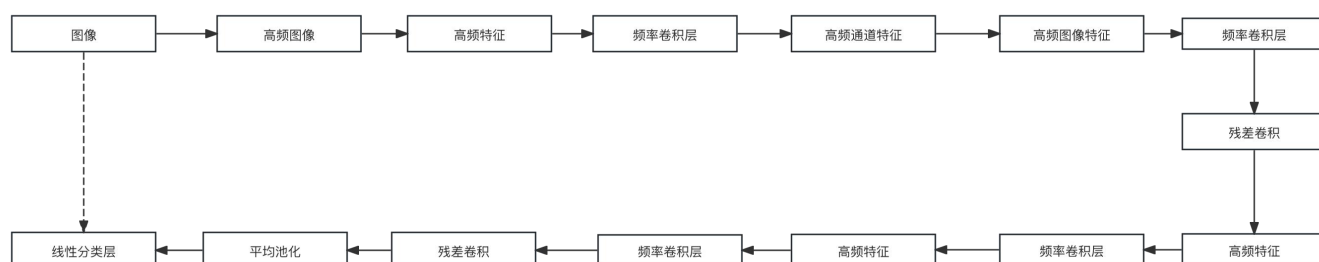 图像
高频图像
高频特征
频率卷积层
高频通道特征
高频图像特征
频率卷积层
残差卷积
线性分类层
平均池化
残差卷积
频率卷积层
高频特征
频率卷积层
高频特征